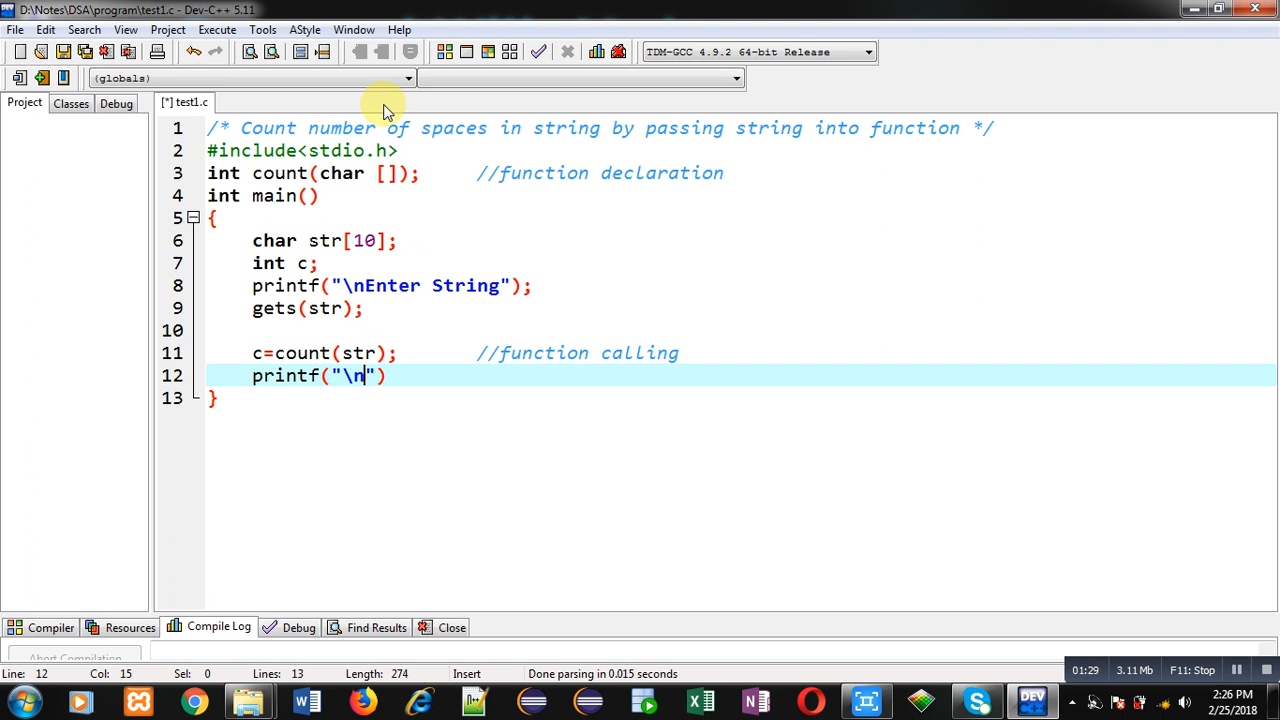 D:\Notes\DSA\program\test1.c - Dev-C++ 5.11
File Edit Search View Project Execute Tools AStyle Window Help
TDM-GCC 4.9.2 64-bit Release
(globals)
Project Classes Debug [*] test1.c
1 /* Count number of spaces in string by passing string into function */
2 #include<stdio.h>
3 int count(char []); //function declaration
4 int main()
5 {
6 char str[10];
7 int c;
8 printf("\nEnter String");
9 gets(str);
10
11 c=count(str); //function calling
12 printf("\n")
13 }
Compiler Resources Compile Log Debug Find Results Close
Abort Compilation
Line: 12 Col: 15 Sel: 0 Lines: 13 Length: 274 Insert Done parsing in 0.015 seconds
01:29 3.11 Mb F11: Stop
DEV
2:26 PM
2/25/2018